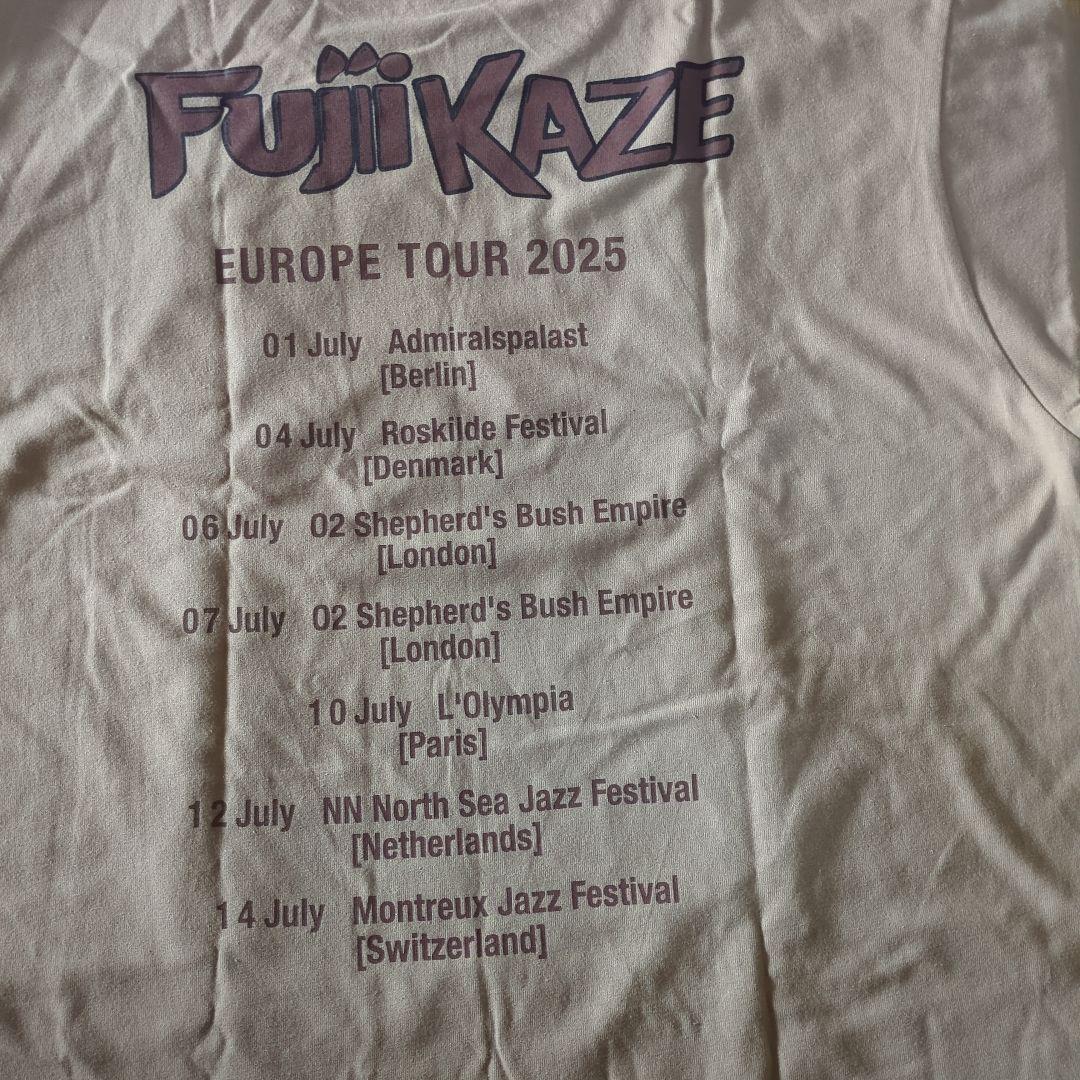 FUJII KAZE
EUROPE TOUR 2025
01 July Admiralspalast
[Berlin]
04 July Roskilde Festival
[Denmark]
06 July O2 Shepherd's Bush Empire
[London]
07 July O2 Shepherd's Bush Empire
[London]
10 July L'Olympia
[Paris]
12 July NN North Sea Jazz Festival
[Netherlands]
14 July Montreux Jazz Festival
[Switzerland]